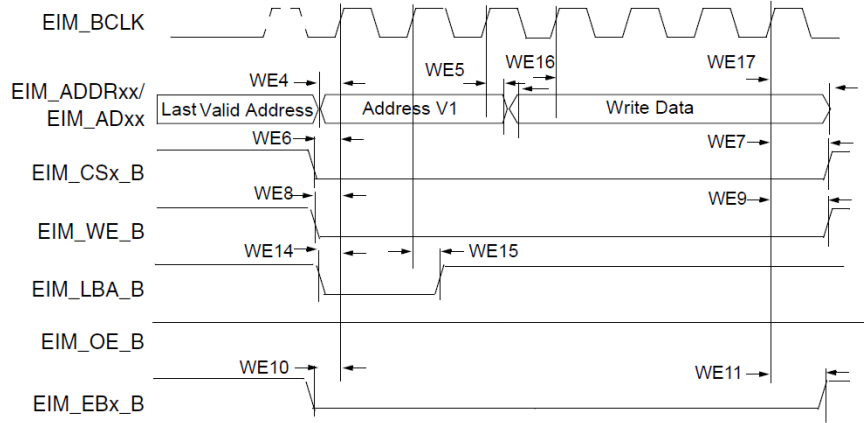 EIM_BCLK
WE4
WE5
WE16
WE17
EIM_ADDRxx/
EIM_ADxx
Last Valid Address
Address V1
Write Data
WE6
WE7
EIM_CSx_B
WE8
WE9
EIM_WE_B
WE14
WE15
EIM_LBA_B
EIM_OE_B
WE10
WE11
EIM_EBx_B